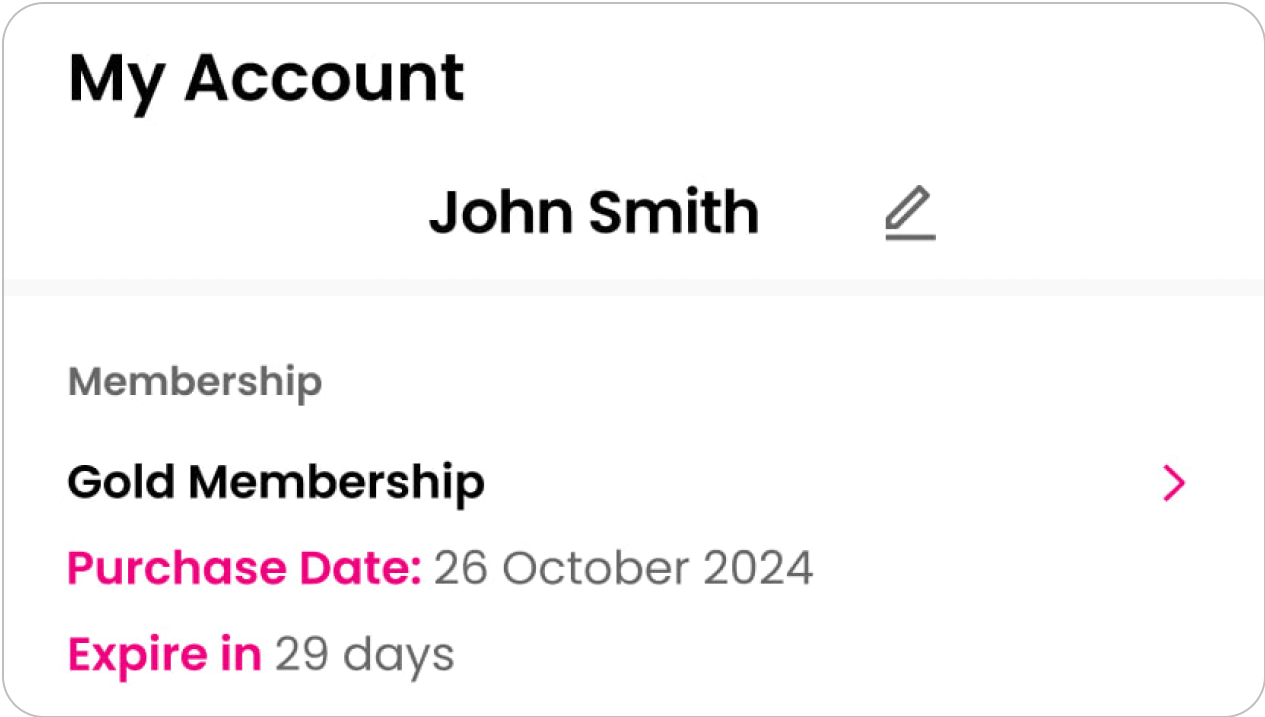 My Account
John Smith
Membership
Gold Membership
Purchase Date: 26 October 2024
Expire in 29 days